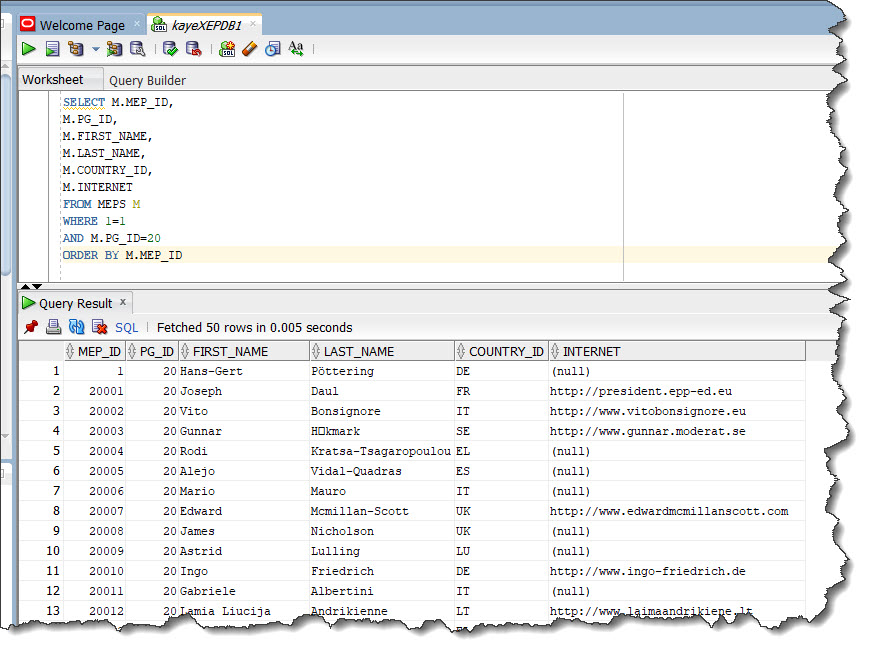 Welcome Page kayeXEPDB1
Worksheet Query Builder
SELECT M.MEP_ID,
M.PG_ID,
M.FIRST_NAME,
M.LAST_NAME,
M.COUNTRY_ID,
M.INTERNET
FROM MEPS M
WHERE 1=1
AND M.PG_ID=20
ORDER BY M.MEP_ID
Query Result
SQL Fetched 50 rows in 0.005 seconds
MEP_ID PG_ID FIRST_NAME LAST_NAME COUNTRY_ID INTERNET
1 1 20 Hans-Gert Pöttering DE (null)
2 20001 20 Joseph Daul FR http://president.epp-ed.eu
3 20002 20 Vito Bonsignore IT http://www.vitobonsignore.eu
4 20003 20 Gunnar H□kmark SE http://www.gunnar.moderat.se
5 20004 20 Rodi Kratsa-Tsagaropoulou EL (null)
6 20005 20 Alejo Vidal-Quadras ES (null)
7 20006 20 Mario Mauro IT (null)
8 20007 20 Edward Mcmillan-Scott UK http://www.edwardmcmillanscott.com
9 20008 20 James Nicholson UK (null)
10 20009 20 Astrid Lulling LU (null)
11 20010 20 Ingo Friedrich DE http://www.ingo-friedrich.de
12 20011 20 Gabriele Albertini IT (null)
13 20012 20 Lamia Liucija Andrikienne LT http://www.laimaandrikiene.lt